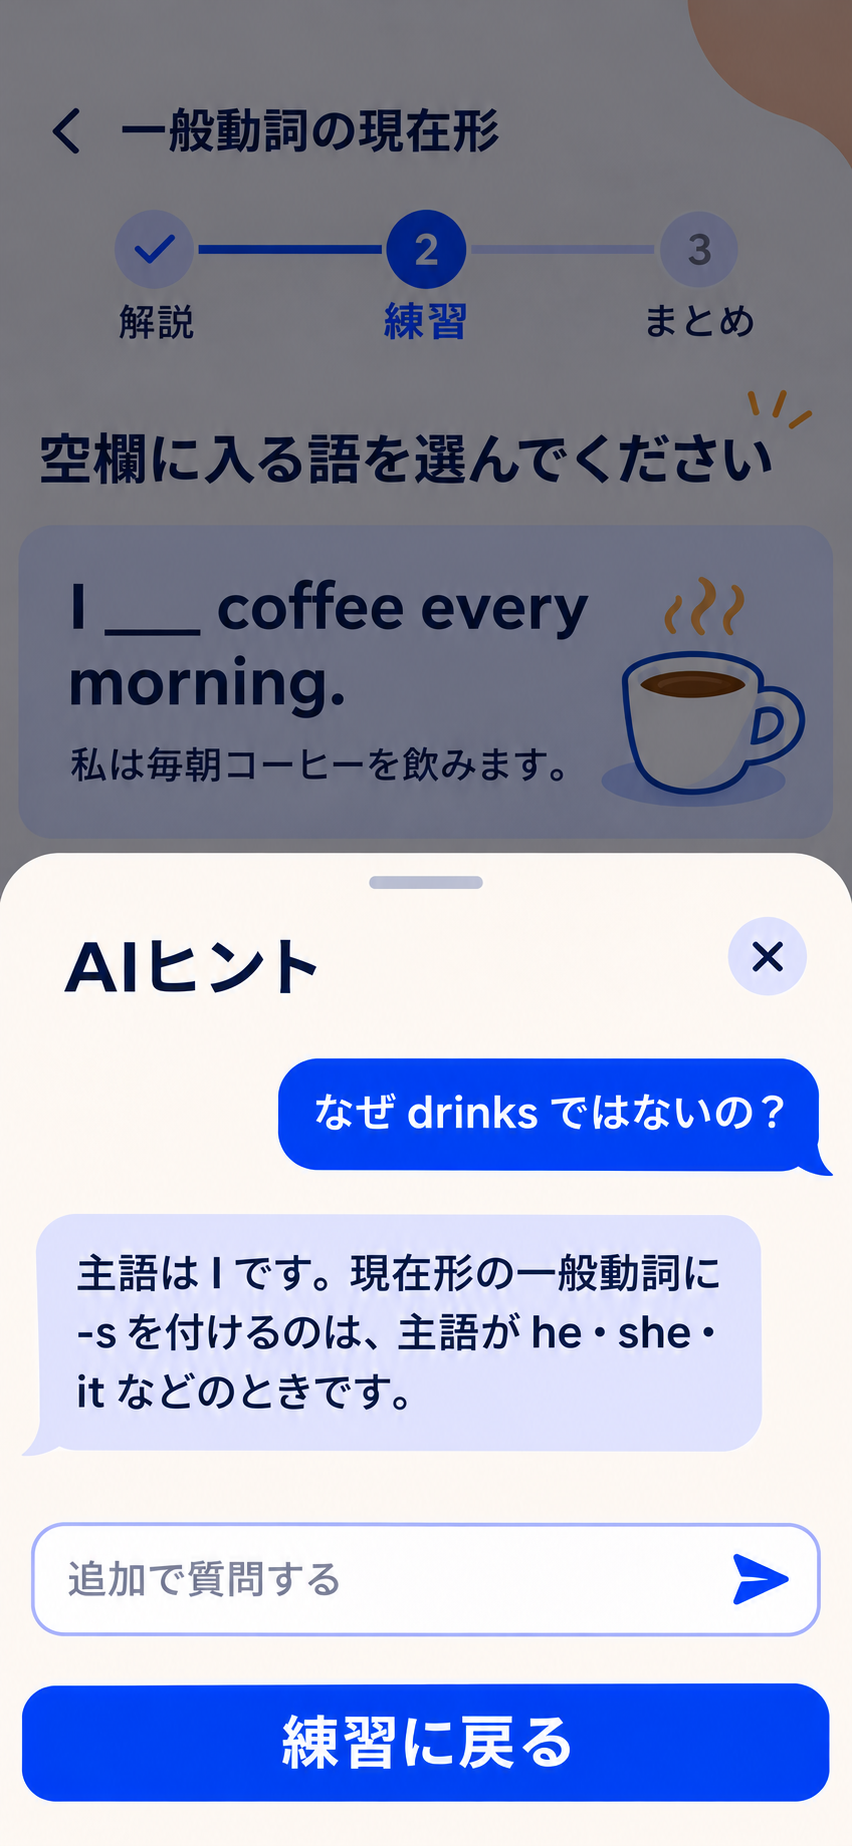 一般動詞の現在形
2
3
解説
練習
まとめ
空欄に入る語を選んでください
I ___ coffee every
morning.
私は毎朝コーヒーを飲みます。
AIヒント
なぜ drinks ではないの？
主語は I です。現在形の一般動詞に
-s を付けるのは、主語が he・she・
it などのときです。
追加で質問する
練習に戻る